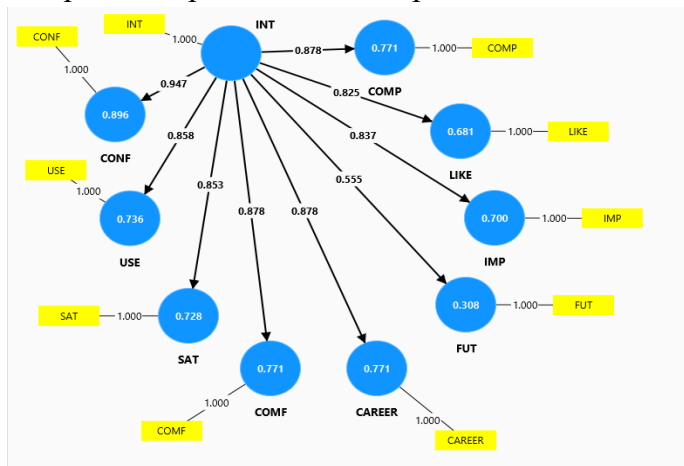 INT
INT
CONF
1.000
1.000
0.878
0.771
1.000
COMP
COMP
0.947
0.896
CONF
0.825
0.681
1.000
LIKE
LIKE
0.858
0.837
USE
1.000
0.736
USE
0.853
0.555
0.700
1.000
IMP
IMP
0.878
0.878
SAT
1.000
0.728
SAT
0.308
1.000
FUT
FUT
0.771
COMF
1.000
COMF
0.771
CAREER
1.000
CAREER